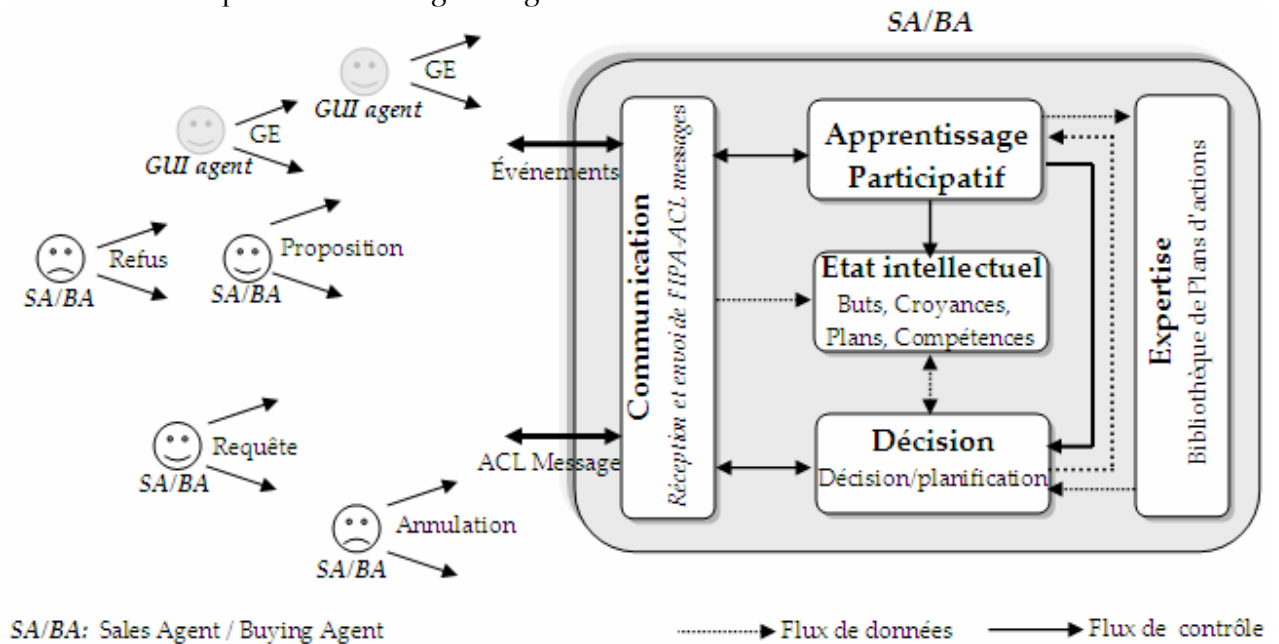 SA/BA
GE
GUI agent
GE
GUI agent
Événements
Refus
SA/BA
Proposition
SA/BA
Requête
SA/BA
ACL Message
Annulation
SA/BA
Communication
Réception et envoi de FIPA-ACL messages
Apprentissage
Participatif
Etat intellectuel
Buts, Croyances,
Plans, Compétences
Décision
Décision/planification
Expertise
Bibliothèque de Plans d'actions
SA/BA: Sales Agent / Buying Agent
Flux de données
Flux de contrôle